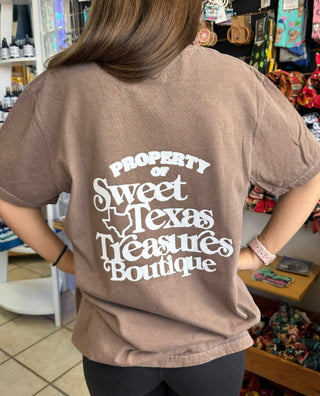 PROPERTY
OF
Sweet
Texas
Treasures
Boutique